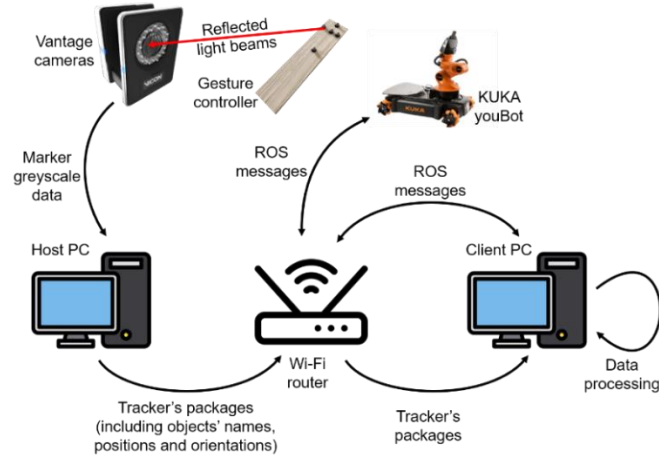 Vantage
cameras
Reflected
light beams
Gesture
controller
VICON
KUKA
KUKA
youBot
Marker
greyscale
data
ROS
messages
ROS
messages
Host PC
Client PC
Wi-Fi
router
Data
processing
Tracker's packages
(including objects' names,
positions and orientations)
Tracker's
packages